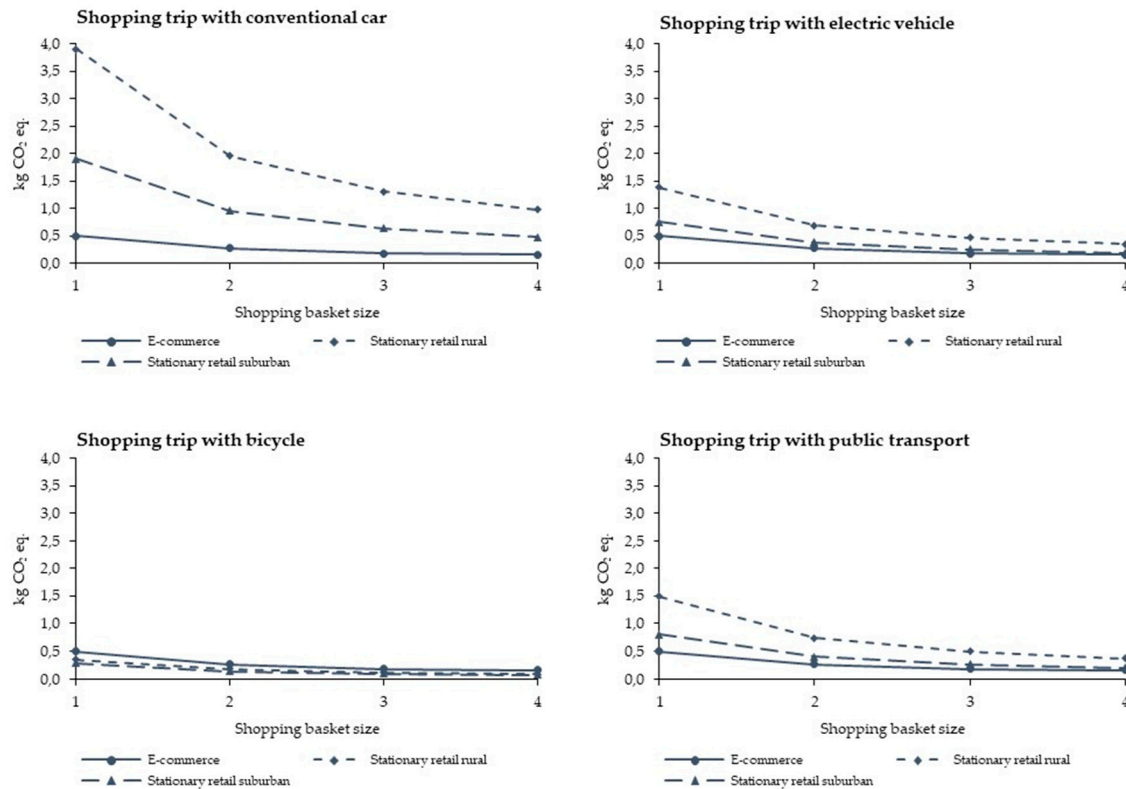 Shopping trip with conventional car
4,0
3,5
3,0
2,5
2,0
1,5
1,0
0,5
0,0
kg CO₂ eq.
1 2 3 4
Shopping basket size
E-commerce Stationary retail rural
Stationary retail suburban
Shopping trip with electric vehicle
4,0
3,5
3,0
2,5
2,0
1,5
1,0
0,5
0,0
kg CO₂ eq.
1 2 3 4
Shopping basket size
E-commerce Stationary retail rural
Stationary retail suburban
Shopping trip with bicycle
4,0
3,5
3,0
2,5
2,0
1,5
1,0
0,5
0,0
kg CO₂ eq.
1 2 3 4
Shopping basket size
E-commerce Stationary retail rural
Stationary retail suburban
Shopping trip with public transport
4,0
3,5
3,0
2,5
2,0
1,5
1,0
0,5
0,0
kg CO₂ eq.
1 2 3 4
Shopping basket size
E-commerce Stationary retail rural
Stationary retail suburban